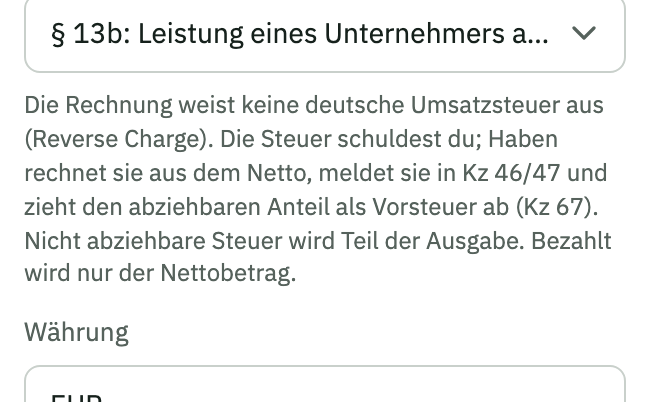 § 13b: Leistung eines Unternehmers a...
Die Rechnung weist keine deutsche Umsatzsteuer aus
(Reverse Charge). Die Steuer schuldest du; Haben
rechnet sie aus dem Netto, meldet sie in Kz 46/47 und
zieht den abziehbaren Anteil als Vorsteuer ab (Kz 67).
Nicht abziehbare Steuer wird Teil der Ausgabe. Bezahlt
wird nur der Nettobetrag.
Währung
EUR